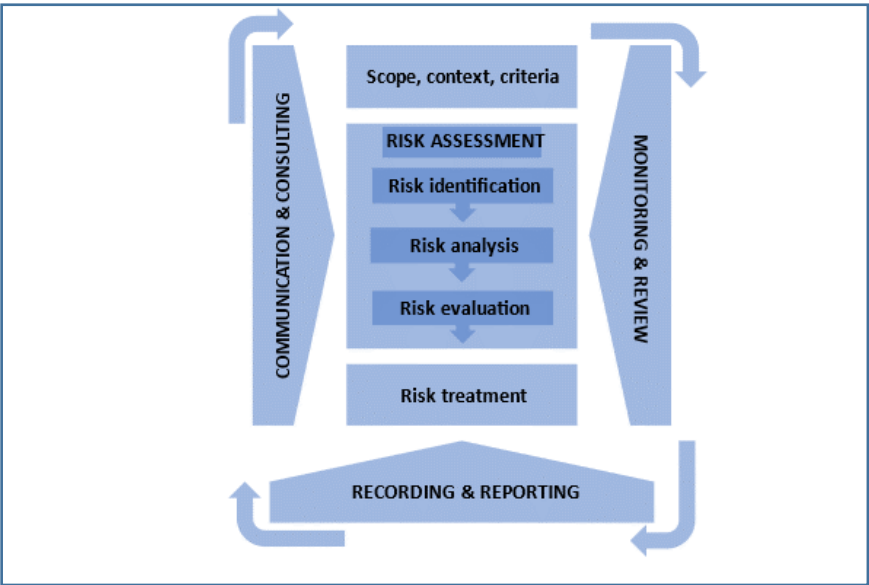 Scope, context, criteria
COMMUNICATION & CONSULTING
RISK ASSESSMENT
Risk identification
Risk analysis
Risk evaluation
MONITORING & REVIEW
Risk treatment
RECORDING & REPORTING